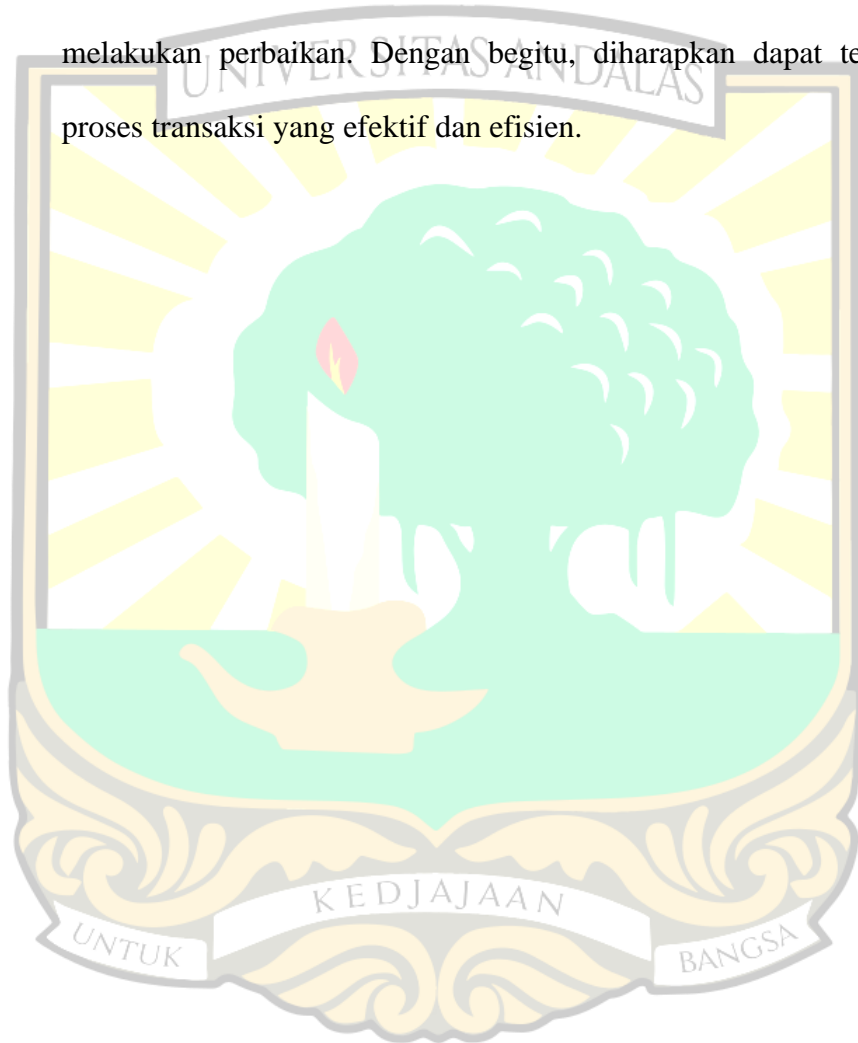 melakukan perbaikan. Dengan begitu, diharapkan dapat te
UNIVERSITAS ANDALAS
proses transaksi yang efektif dan efisien.
KEDJAJAAN
UNTUK
BANGSA